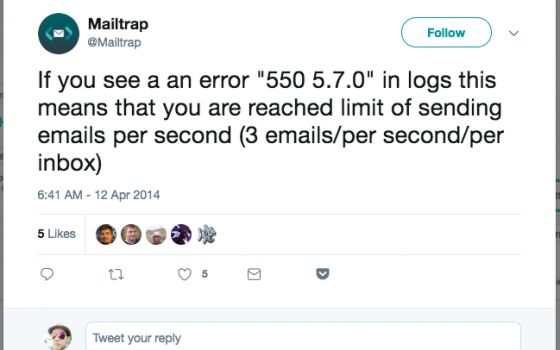 Mailtrap
@Mailtrap
Follow
If you see a an error "550 5.7.0" in logs this
means that you are reached limit of sending
emails per second (3 emails/per second/per
inbox)
6:41 AM - 12 Apr 2014
5 Likes
5
Tweet your reply